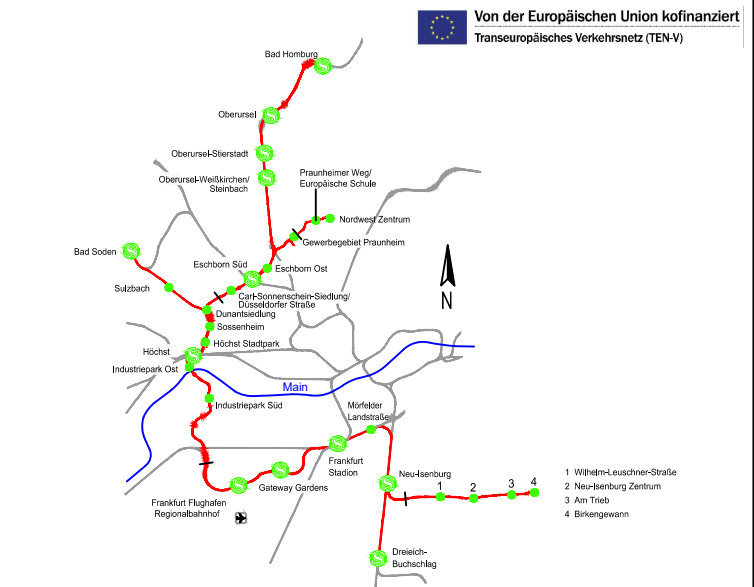 Von der Europäischen Union kofinanziert
Transeuropäisches Verkehrsnetz (TEN-V)
Bad Homburg
Oberursel
Oberursel-Stierstadt
Oberursel-Weißkirchen/
Steinbach
Praunheimer Weg/
Europäische Schule
Nordwest Zentrum
Gewerbegebiet Praunheim
Bad Soden
Eschborn Süd
Eschborn Ost
Sulzbach
Carl-Sonnenschein-Siedlung/
Düsseldorfer Straße
Dunantsiedlung
Sossenheim
Höchst Stadtpark
Höchst
Industriepark Ost
N
Main
Industriepark Süd
Mörfelder
Landstraße
Frankfurt
Stadion
Gateway Gardens
Frankfurt Flughafen
Regionalbahnhof
Neu-Isenburg
1
2
3
4
1 Wilhelm-Leuschner-Straße
2 Neu-Isenburg Zentrum
3 Am Trieb
4 Birkengewann
Dreieich-
Buchschlag